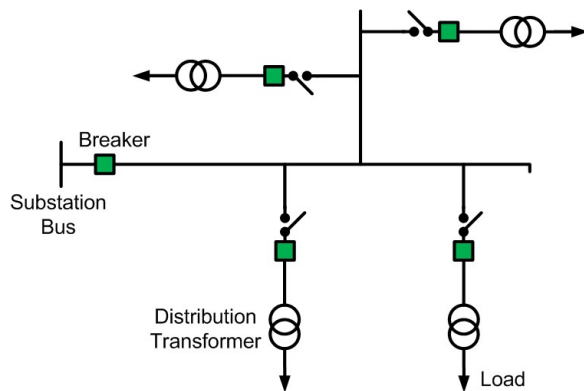 Breaker
Substation
Bus
Distribution
Transformer
Load